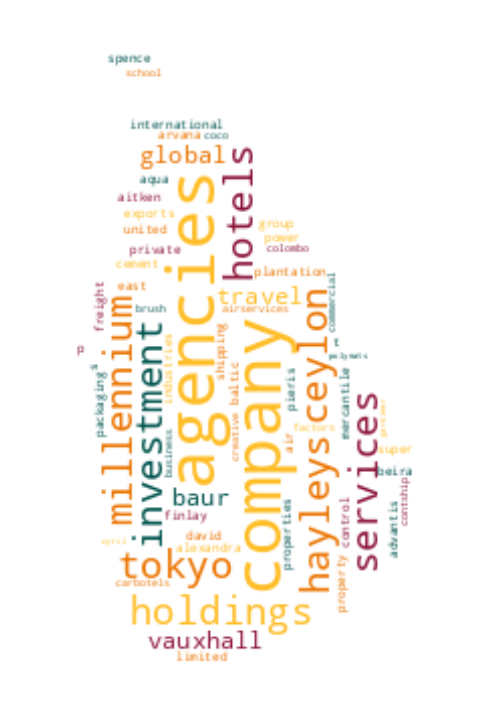 spence
school
international
arvana
coco
global
hotels
aqua
agencies
aitken
exports
group
united
power
private
colombo
cement
plantation
east
travel
freight
millennium
brush
airservices
commercial
ceylon
investment
company
industries
shipping
t
p
polymats
packaging
s
baltic
pieris
mercantile
creative
hayleys
services
factors
air
super
business
beira
baur
contship
finlay
properties
control
advantis
david
alexandra
cyril
tokyo
carbotels
property
holdings
vauxhall
limited